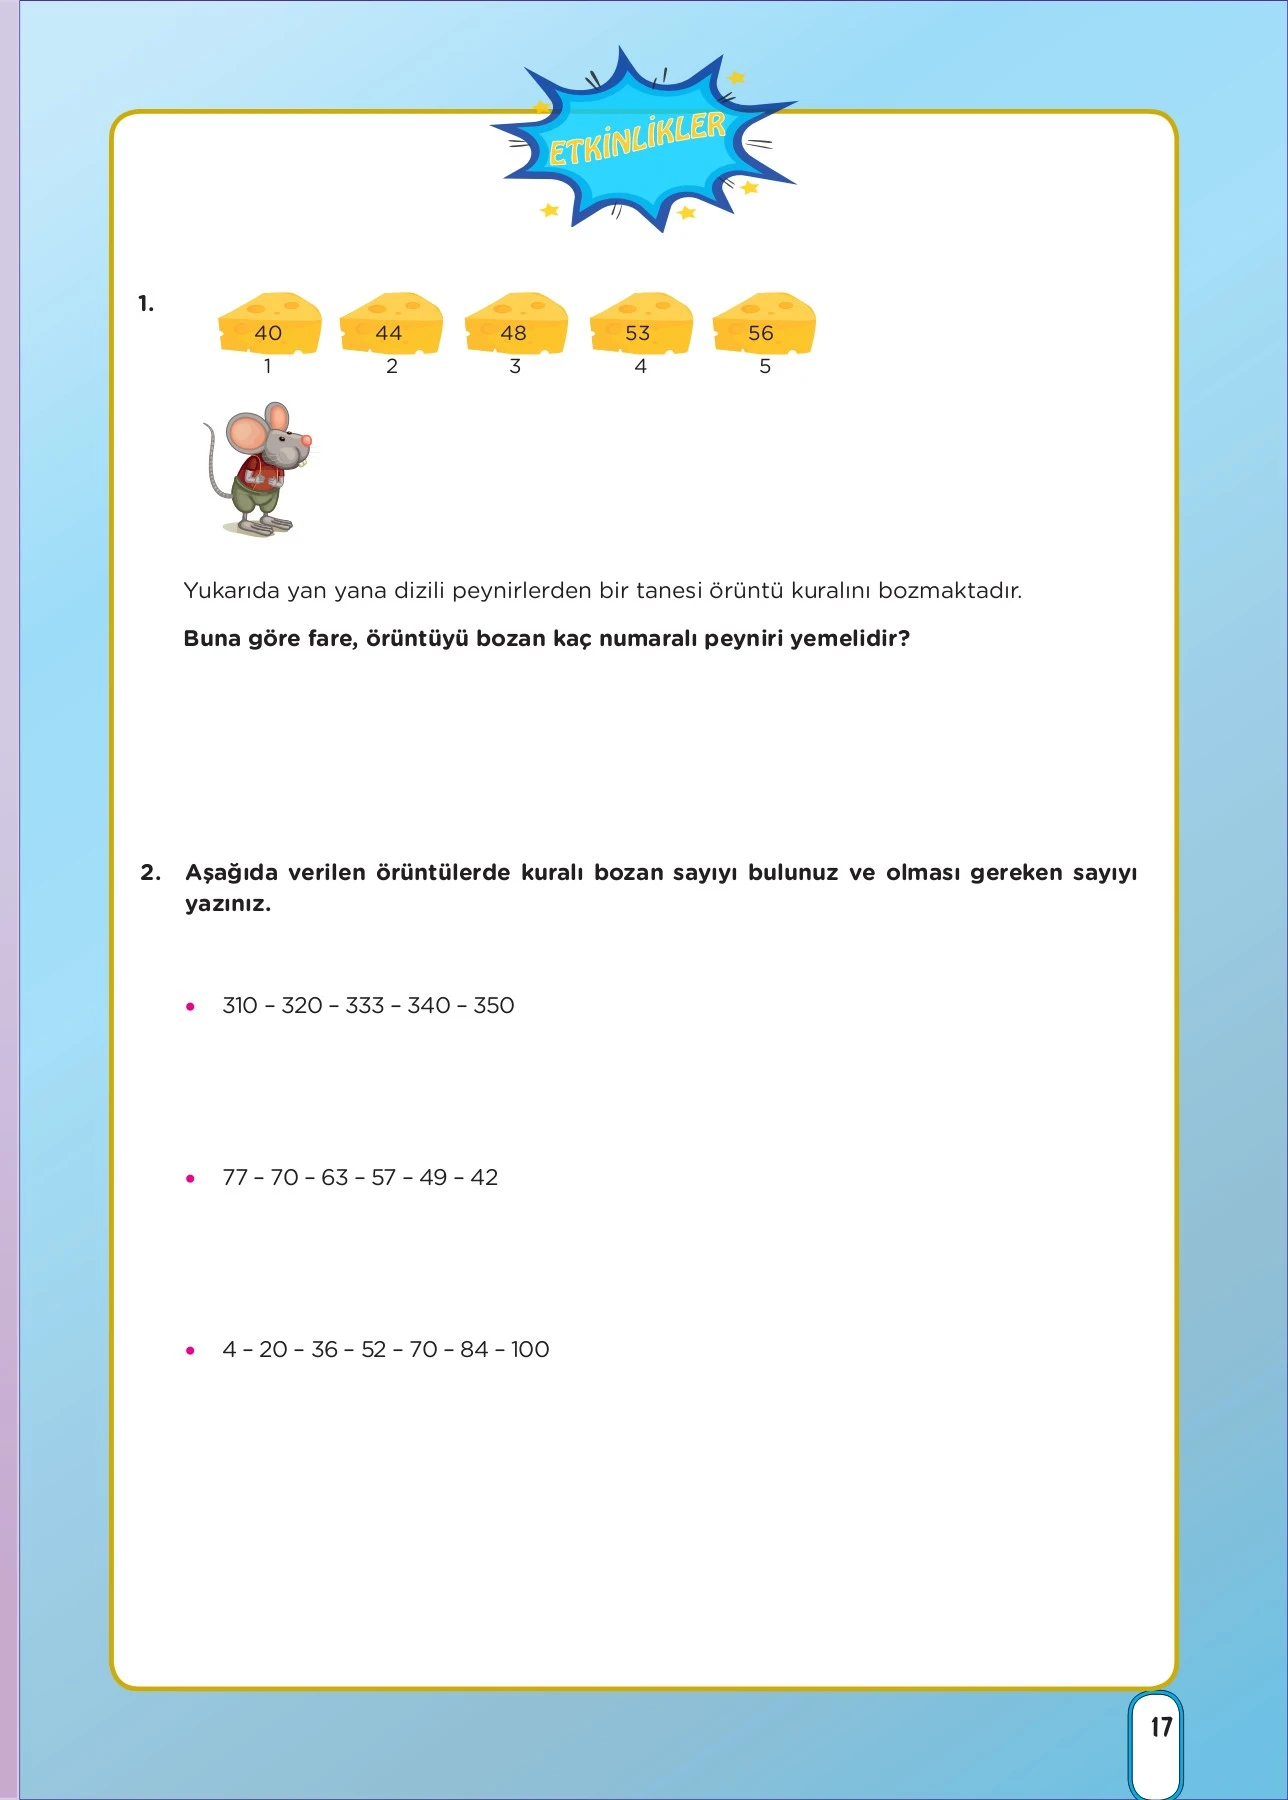 ETKİNLİKLER
1.
40 44 48 53 56
1 2 3 4 5
Yukarıda yan yana dizili peynirlerden bir tanesi örüntü kuralını bozmaktadır.
Buna göre fare, örüntüyü bozan kaç numaralı peyniri yemelidir?
2. Aşağıda verilen örüntülerde kuralı bozan sayıyı bulunuz ve olması gereken sayıyı
yazınız.
• 310 – 320 – 333 – 340 – 350
• 77 – 70 – 63 – 57 – 49 – 42
• 4 – 20 – 36 – 52 – 70 – 84 – 100
17